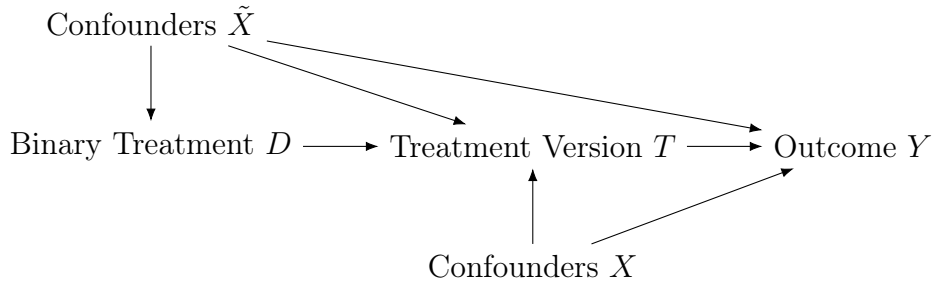 Confounders X̃
Binary Treatment D
Treatment Version T
Outcome Y
Confounders X